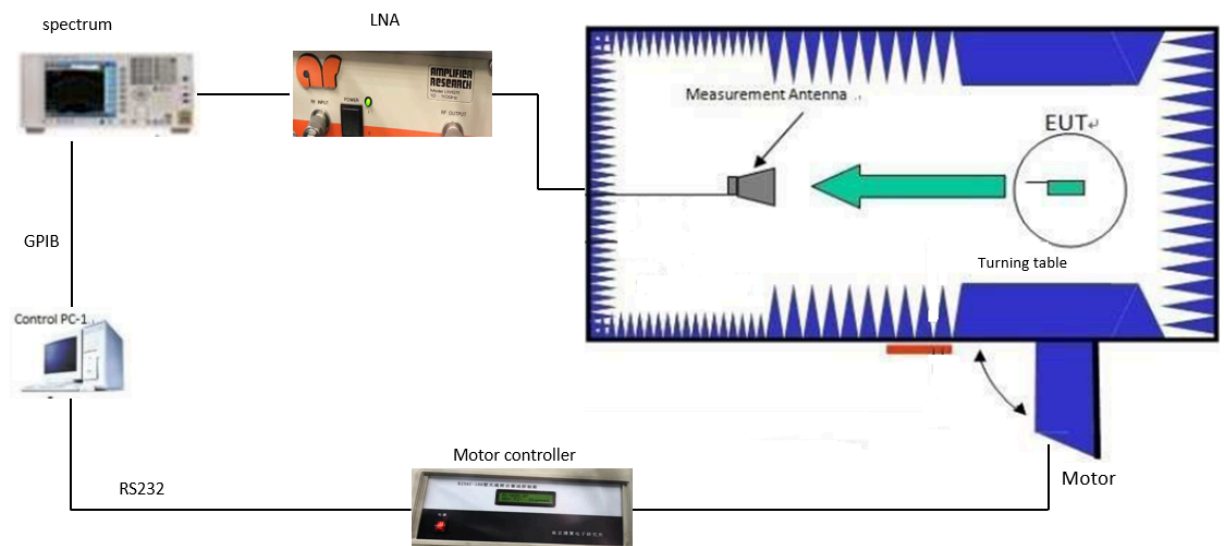 spectrum
LNA
ar
AMPLIFIER
RESEARCH
RF INPUT
POWER
RF OUTPUT
Measurement Antenna
EUT↵
Turning table
GPIB
Control PC-1
Motor controller
RS232
Motor